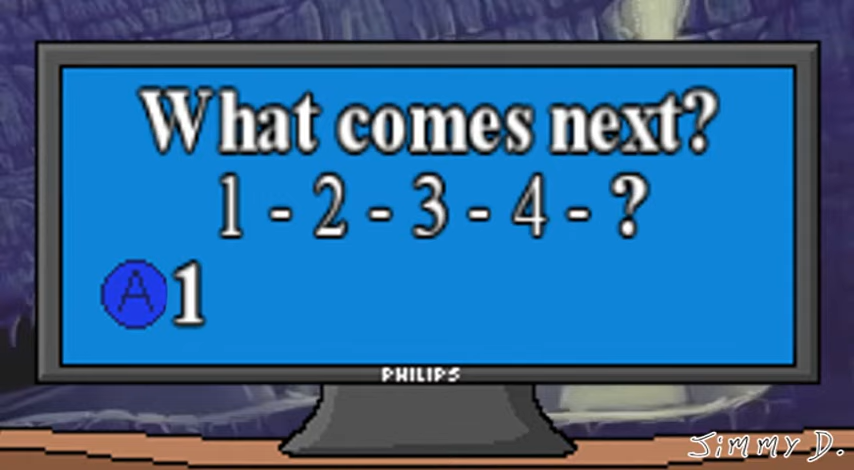 What comes next?
1 - 2 - 3 - 4 - ?
A 1
PHILIPS
Jimmy D.